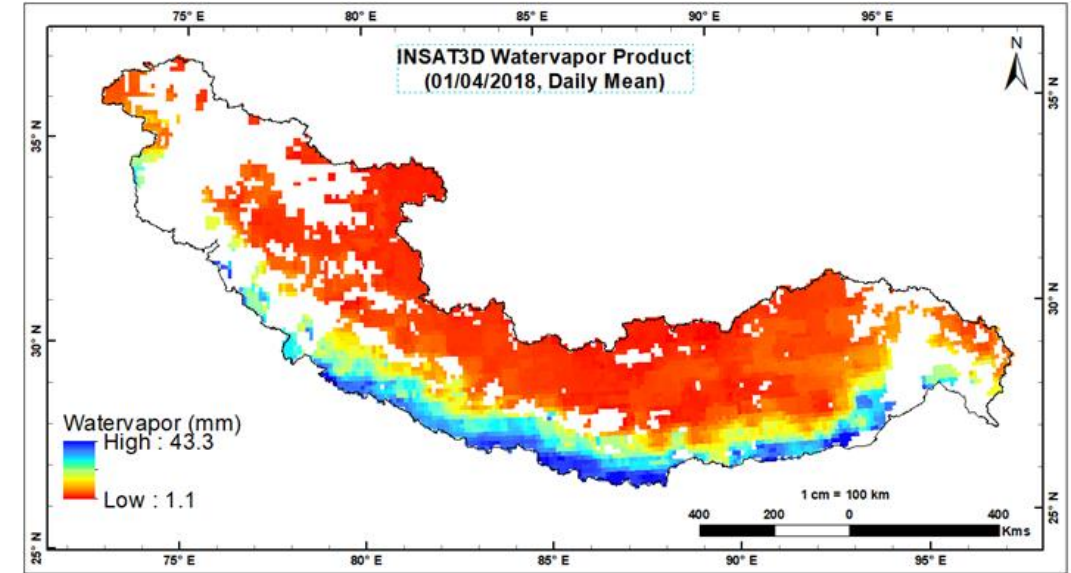 75° E 80° E 85° E 90° E 95° E
INSAT3D Watervapor Product
(01/04/2018, Daily Mean)
N
35° N
35° N
30° N
30° N
Watervapor (mm)
High : 43.3
Low : 1.1
1 cm = 100 km
400 200 0 400
Kms
25° N
25° N
75° E 80° E 85° E 90° E 95° E